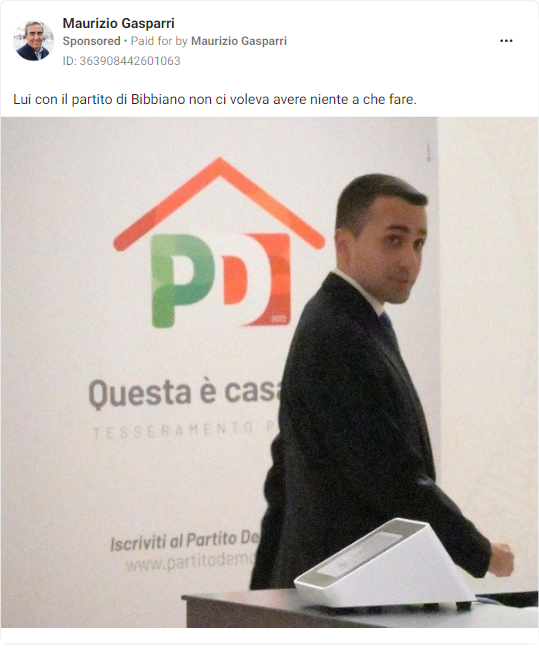 Maurizio Gasparri
Sponsored • Paid for by Maurizio Gasparri
ID: 363908442601063
Lui con il partito di Bibbiano non ci voleva avere niente a che fare.
PD
2022
Questa è casa
TESSERAMENTO P
Iscriviti al Partito De
www.partitodemo